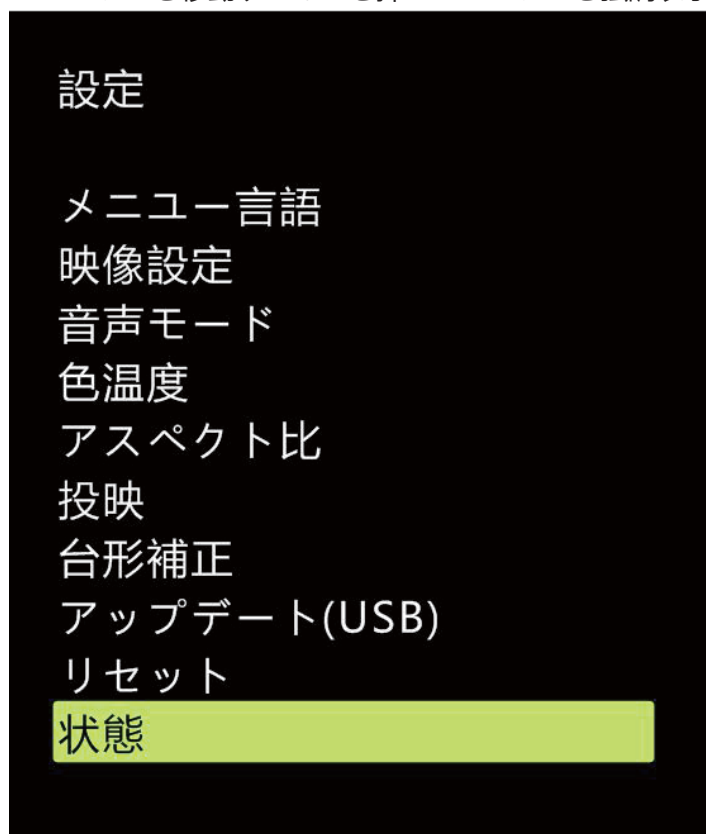 設定
メニュー言語
映像設定
音声モード
色温度
アスペクト比
投映
台形補正
アップデート(USB)
リセット
状態